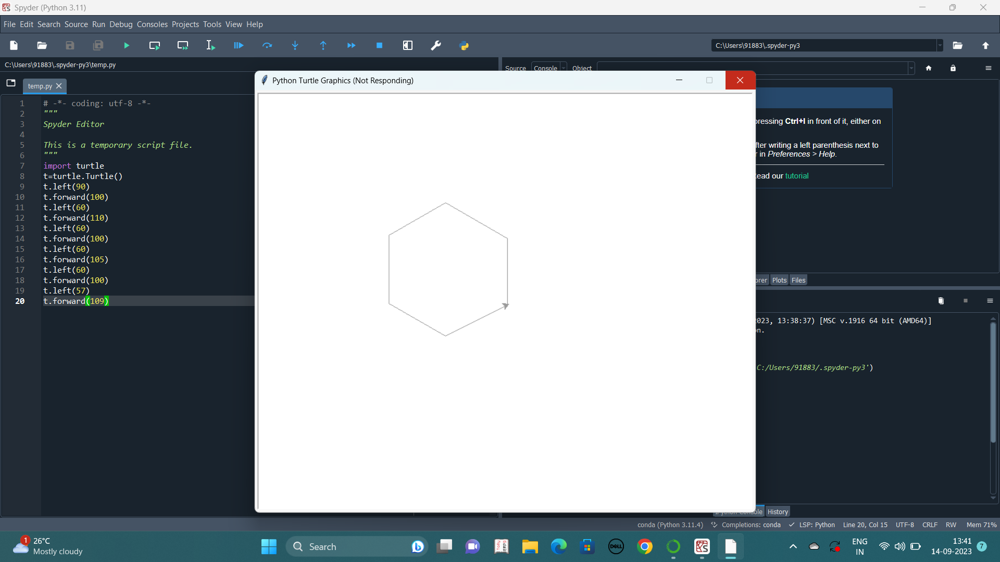 Spyder (Python 3.11)
File Edit Search Source Run Debug Consoles Projects Tools View Help
C:\Users\91883\.spyder-py3
C:\Users\91883\.spyder-py3\temp.py
Source Console Object
temp.py
Python Turtle Graphics (Not Responding)
1 # -*- coding: utf-8 -*-
2 """
3 Spyder Editor
4
5 This is a temporary script file.
6 """
7 import turtle
8 t=turtle.Turtle()
9 t.left(90)
10 t.forward(100)
11 t.left(60)
12 t.forward(110)
13 t.left(60)
14 t.forward(100)
15 t.left(60)
16 t.forward(105)
17 t.left(60)
18 t.forward(100)
19 t.left(57)
20 t.forward(109)
Ctrl+I in front of it, either on
writing a left parenthesis next to
in Preferences > Help.
our tutorial
Plots Files
13:38:37) [MSC v.1916 64 bit (AMD64)]
C:/Users/91883/.spyder-py3')
History
conda (Python 3.11.4) Completions: conda LSP: Python Line 20, Col 15 UTF-8 CRLF RW Mem 71%
1
26°C
Mostly cloudy
Search
Tally
ERP9
DELL
ENG
IN
13:41
14-09-2023
7